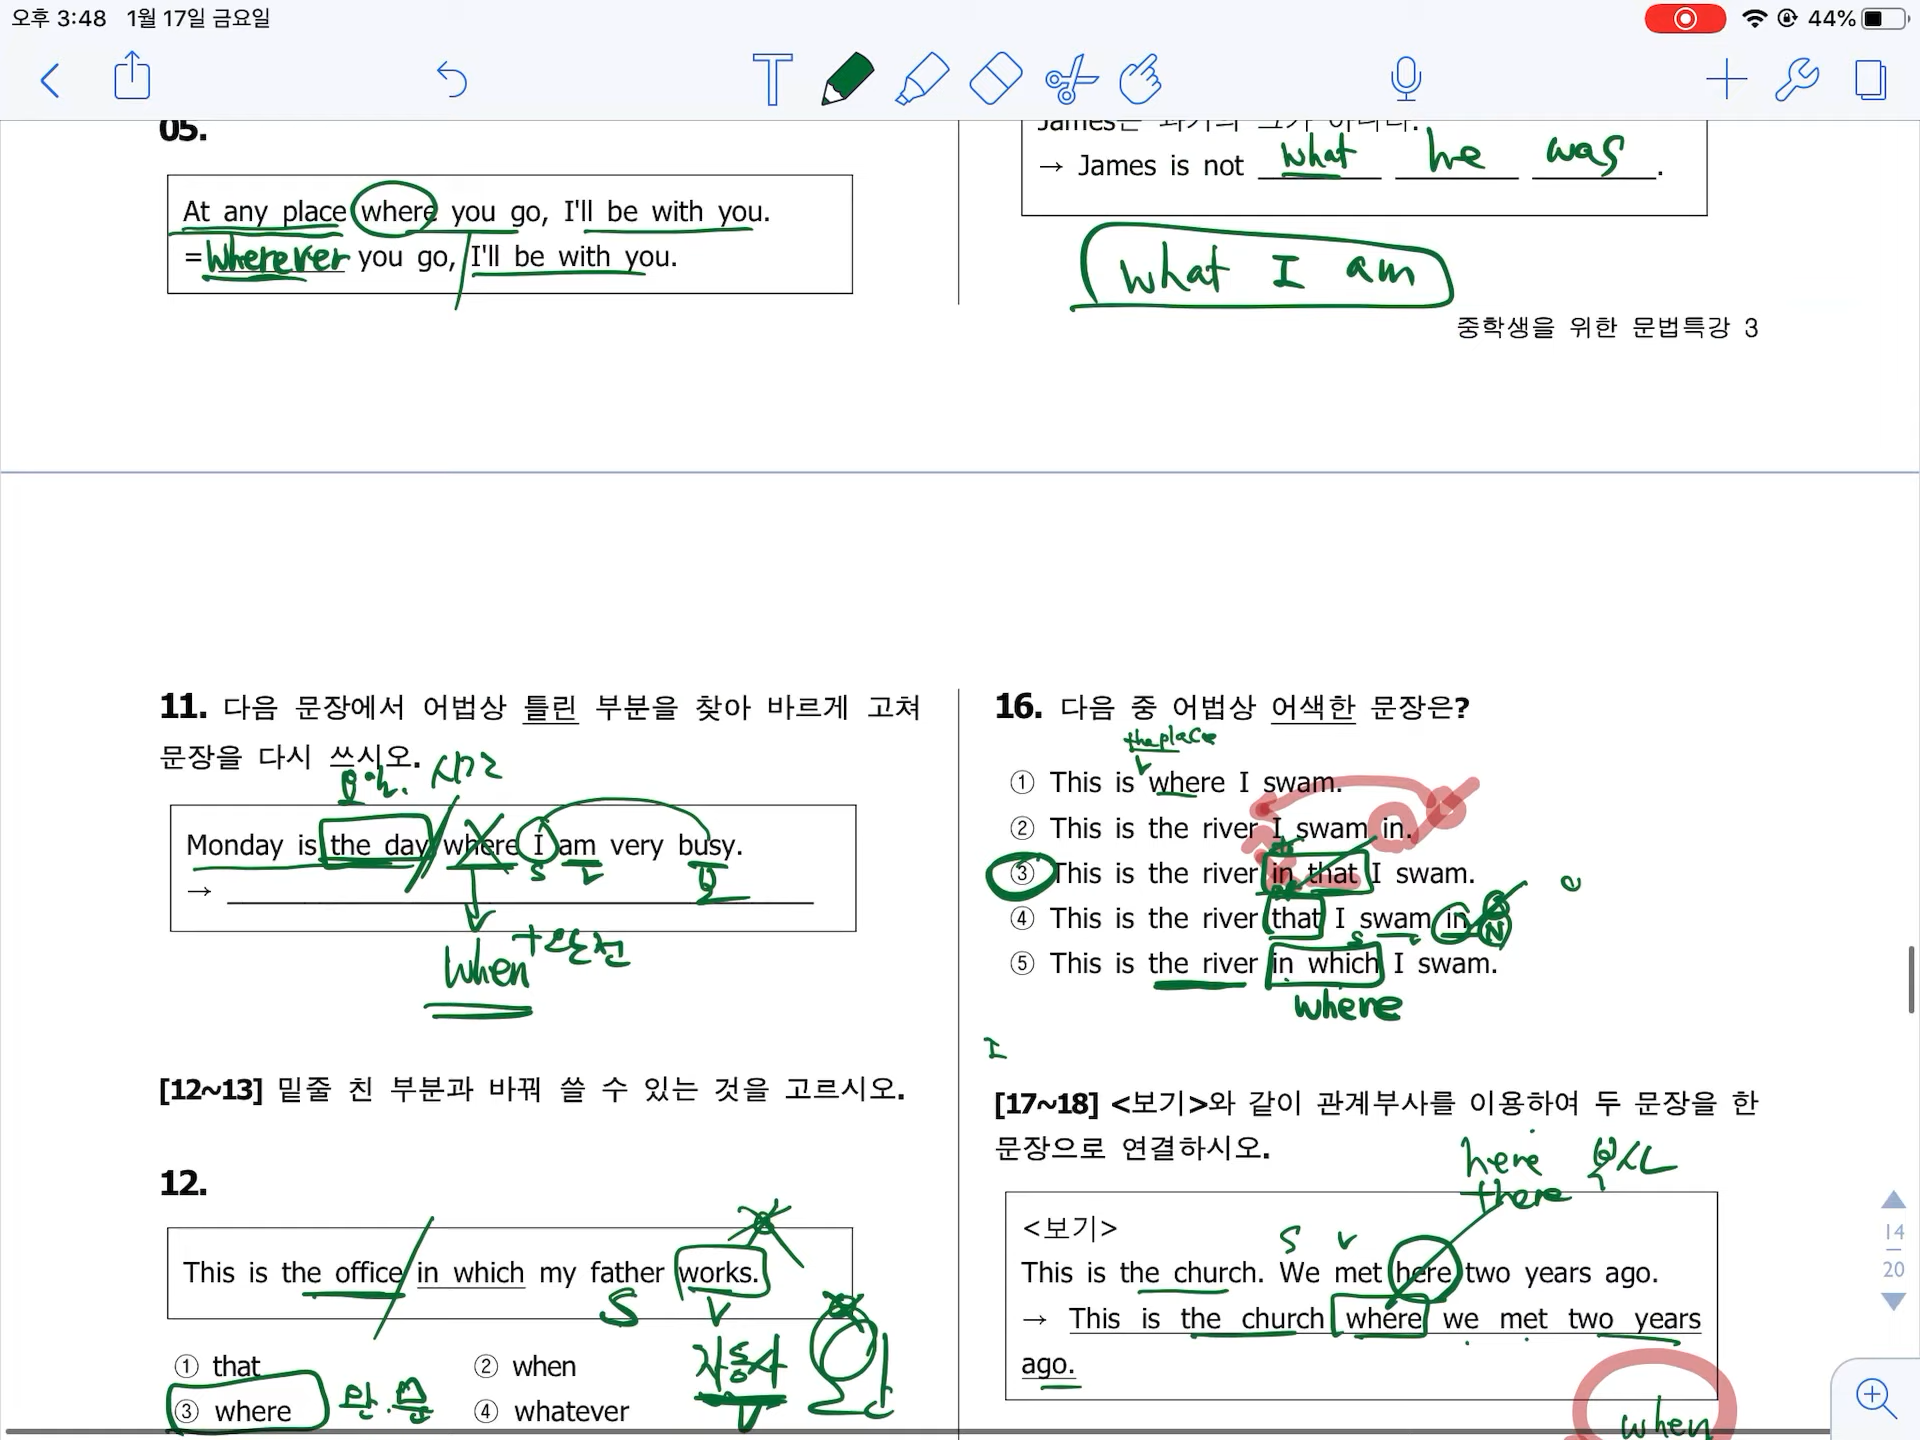 오후 3:48 1월 17일 금요일
44%
05.
At any place where you go, I'll be with you.
=Wherever you go, I'll be with you.
→ James is not what he was.
what I am
중학생을 위한 문법특강 3
11. 다음 문장에서 어법상 틀린 부분을 찾아 바르게 고쳐
문장을 다시 쓰시오.
시간
Monday is the day where I am very busy.
S V
→
when +완전
[12~13] 밑줄 친 부분과 바꿔 쓸 수 있는 것을 고르시오.
12.
This is the office in which my father works.
S V
① that ② when
자동사
③ where 완.문
④ whatever
16. 다음 중 어법상 어색한 문장은?
the place
① This is where I swam.
② This is the river I swam in.
③ This is the river in that I swam.
④ This is the river that I swam in.
S V
⑤ This is the river in which I swam.
where
I
[17~18] <보기>와 같이 관계부사를 이용하여 두 문장을 한
문장으로 연결하시오.
here 부사
there
<보기>
S V
This is the church. We met here two years ago.
→ This is the church where we met two years
ago.
when
14
20